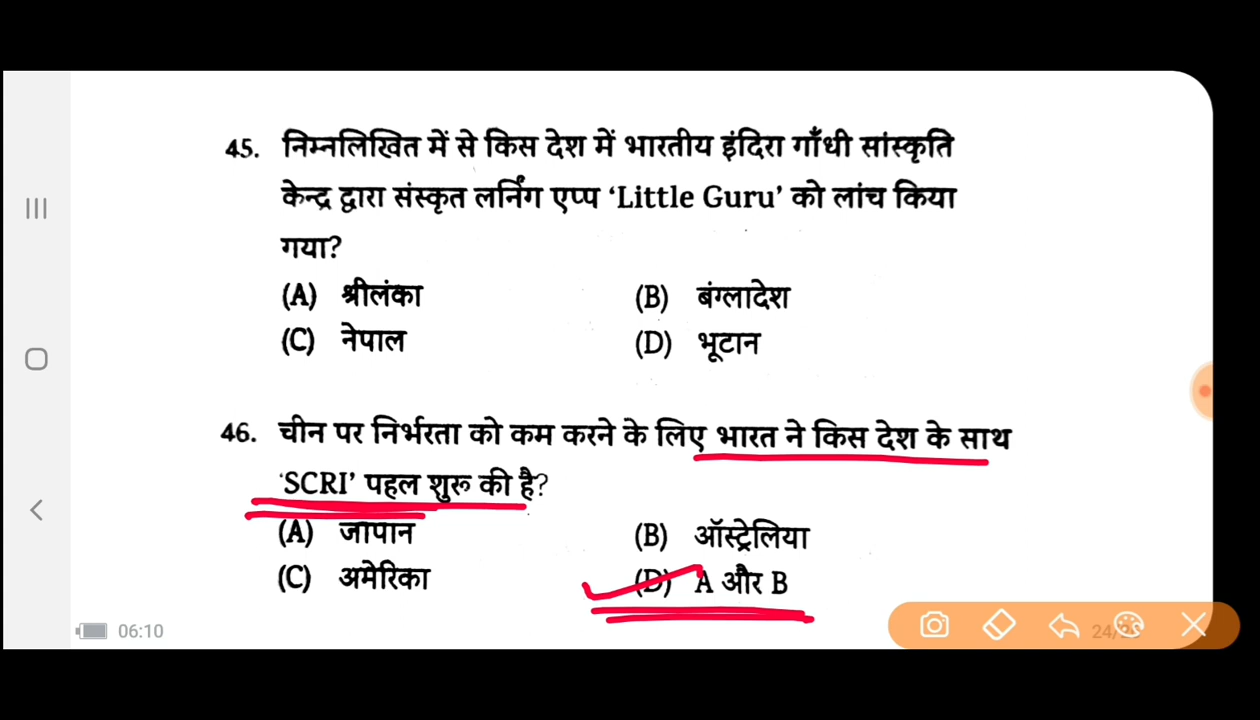 45. निम्नलिखित में से किस देश में भारतीय इंदिरा गाँधी सांस्कृति
केन्द्र द्वारा संस्कृत लर्निंग एप्प ‘Little Guru’ को लांच किया
गया?
(A) श्रीलंका (B) बंग्लादेश
(C) नेपाल (D) भूटान
46. चीन पर निर्भरता को कम करने के लिए भारत ने किस देश के साथ
‘SCRI’ पहल शुरू की है?
(A) जापान (B) ऑस्ट्रेलिया
(C) अमेरिका (D) A और B
06:10